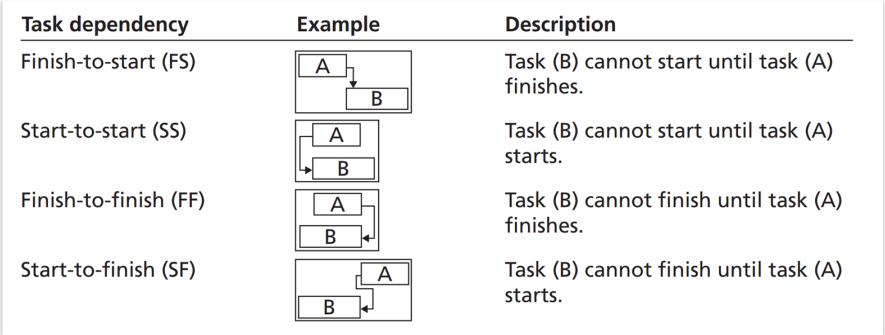 Task dependency Example Description
Finish-to-start (FS) A B Task (B) cannot start until task (A)
finishes.
Start-to-start (SS) A B Task (B) cannot start until task (A)
starts.
Finish-to-finish (FF) A B Task (B) cannot finish until task (A)
finishes.
Start-to-finish (SF) A B Task (B) cannot finish until task (A)
starts.